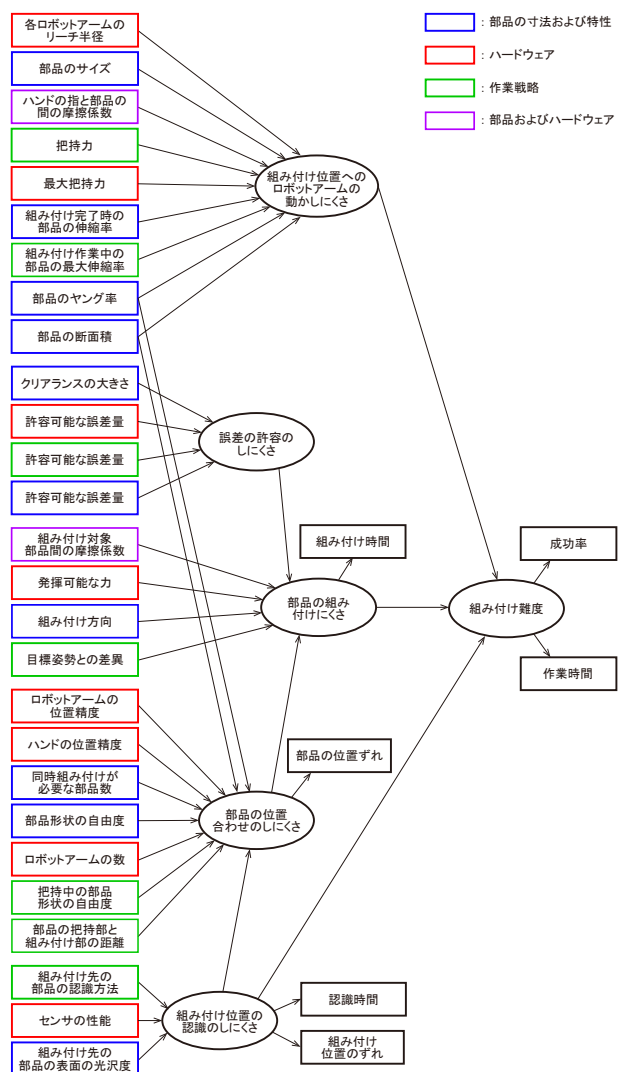 各ロボットアームの
リーチ半径
部品のサイズ
ハンドの指と部品の
間の摩擦係数
把持力
最大把持力
組み付け完了時の
部品の伸縮率
組み付け作業中の
部品の最大伸縮率
部品のヤング率
部品の断面積
クリアランスの大きさ
許容可能な誤差量
許容可能な誤差量
許容可能な誤差量
組み付け対象
部品間の摩擦係数
発揮可能な力
組み付け方向
目標姿勢との差異
ロボットアームの
位置精度
ハンドの位置精度
同時組み付けが
必要な部品数
部品形状の自由度
ロボットアームの数
把持中の部品
形状の自由度
部品の把持部と
組み付け部の距離
組み付け先の
部品の認識方法
センサの性能
組み付け先の
部品の表面の光沢度
組み付け位置への
ロボットアームの
動かしにくさ
誤差の許容の
しにくさ
組み付け時間
部品の組み
付けにくさ
部品の位置ずれ
部品の位置
合わせのしにくさ
組み付け位置の
認識のしにくさ
認識時間
組み付け
位置のずれ
組み付け難度
成功率
作業時間
：部品の寸法および特性
：ハードウェア
：作業戦略
：部品およびハードウェア